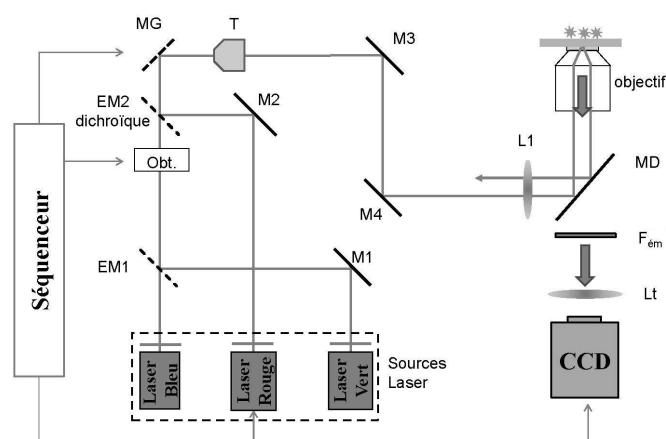 MG
T
M3
EM2
dichroïque
M2
objectif
Obt.
L1
MD
M4
Séquenceur
F ém
EM1
M1
Lt
Laser
Bleu
Laser
Rouge
Laser
Vert
Sources
Laser
CCD